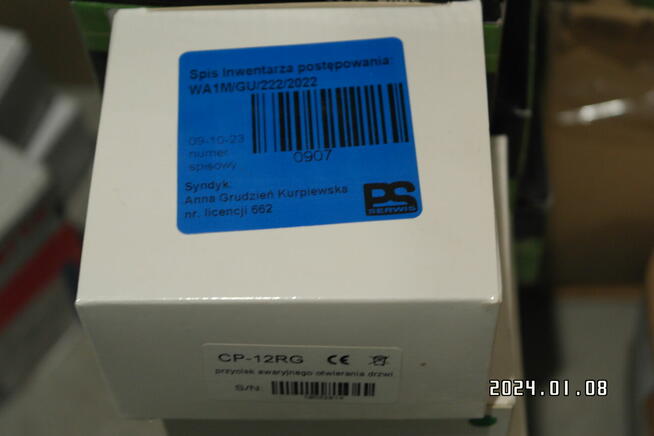 Spis Inwentarza postępowania:
WA1M/GU/222/2022
09-10-23
numer
spisowy
0907
Syndyk:
Anna Grudzień Kurpiewska
nr. licencji 662
PS
SERWIS
CP-12RG CE
przycisk awaryjnego otwierania drzwi
S/N:
2024.01.08